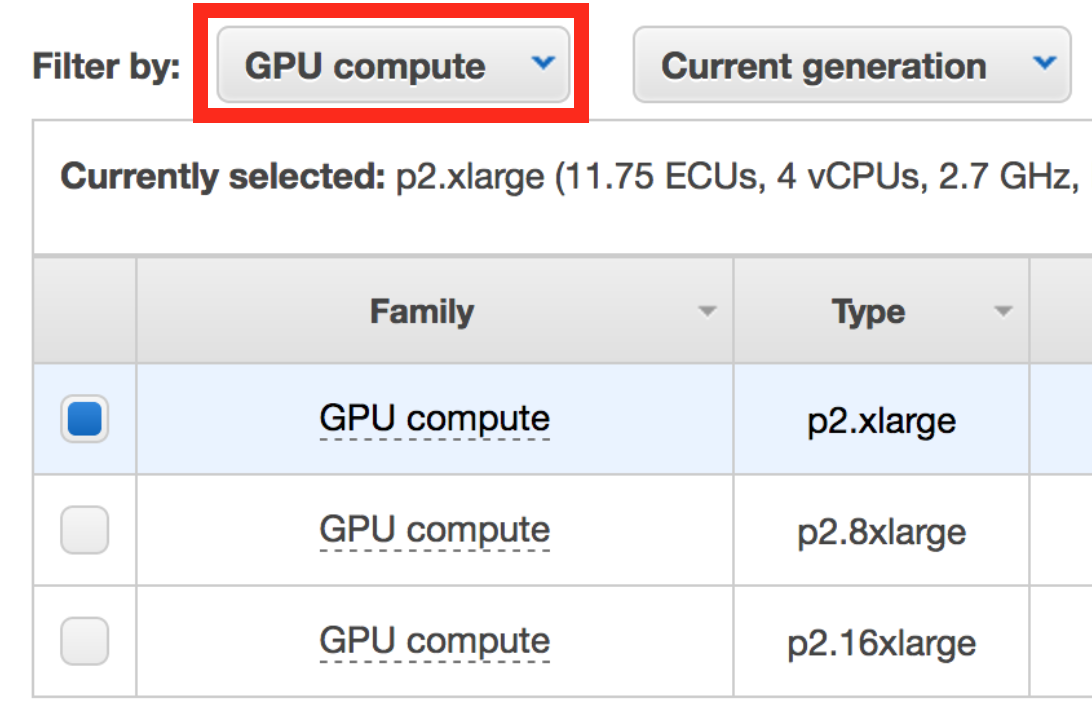 Filter by: GPU compute Current generation
Currently selected: p2.xlarge (11.75 ECUs, 4 vCPUs, 2.7 GHz,
Family Type
GPU compute p2.xlarge
GPU compute p2.8xlarge
GPU compute p2.16xlarge